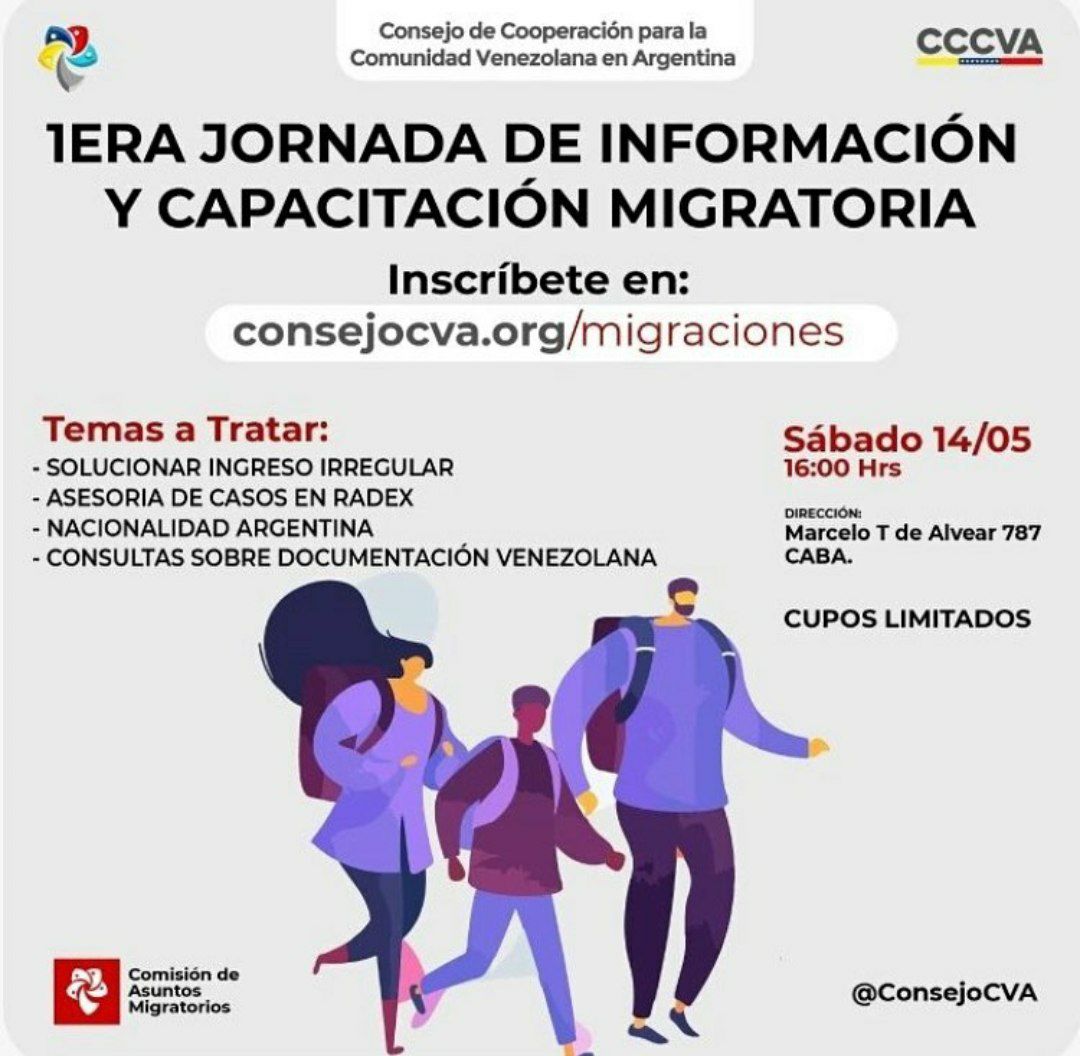 Consejo de Cooperación para la
Comunidad Venezolana en Argentina
CCCVA
1ERA JORNADA DE INFORMACIÓN
Y CAPACITACIÓN MIGRATORIA
Inscríbete en:
consejocva.org/migraciones
Temas a Tratar:
- SOLUCIONAR INGRESO IRREGULAR
- ASESORIA DE CASOS EN RADEX
- NACIONALIDAD ARGENTINA
- CONSULTAS SOBRE DOCUMENTACIÓN VENEZOLANA
Sábado 14/05
16:00 Hrs
DIRECCIÓN:
Marcelo T de Alvear 787
CABA.
CUPOS LIMITADOS
Comisión de
Asuntos
Migratorios
@ConsejoCVA